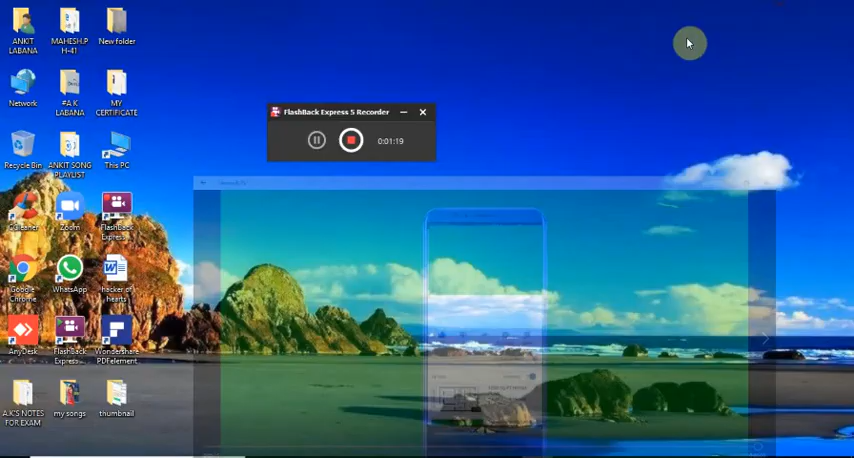 ANKIT
LABANA
MAHESH.P
H-41
New folder
Network
#A.K
LABANA
MY
CERTIFICATE
Recycle Bin
ANKIT SONG
PLAYLIST
This PC
CCleaner
Zoom
FlashBack
Express...
Google
Chrome
WhatsApp
hacker of
hearts
AnyDesk
FlashBack
Express...
Wondershare
PDFelement
A.K'S NOTES
FOR EXAM
my songs
thumbnail
FlashBack Express 5 Recorder
0:01:19